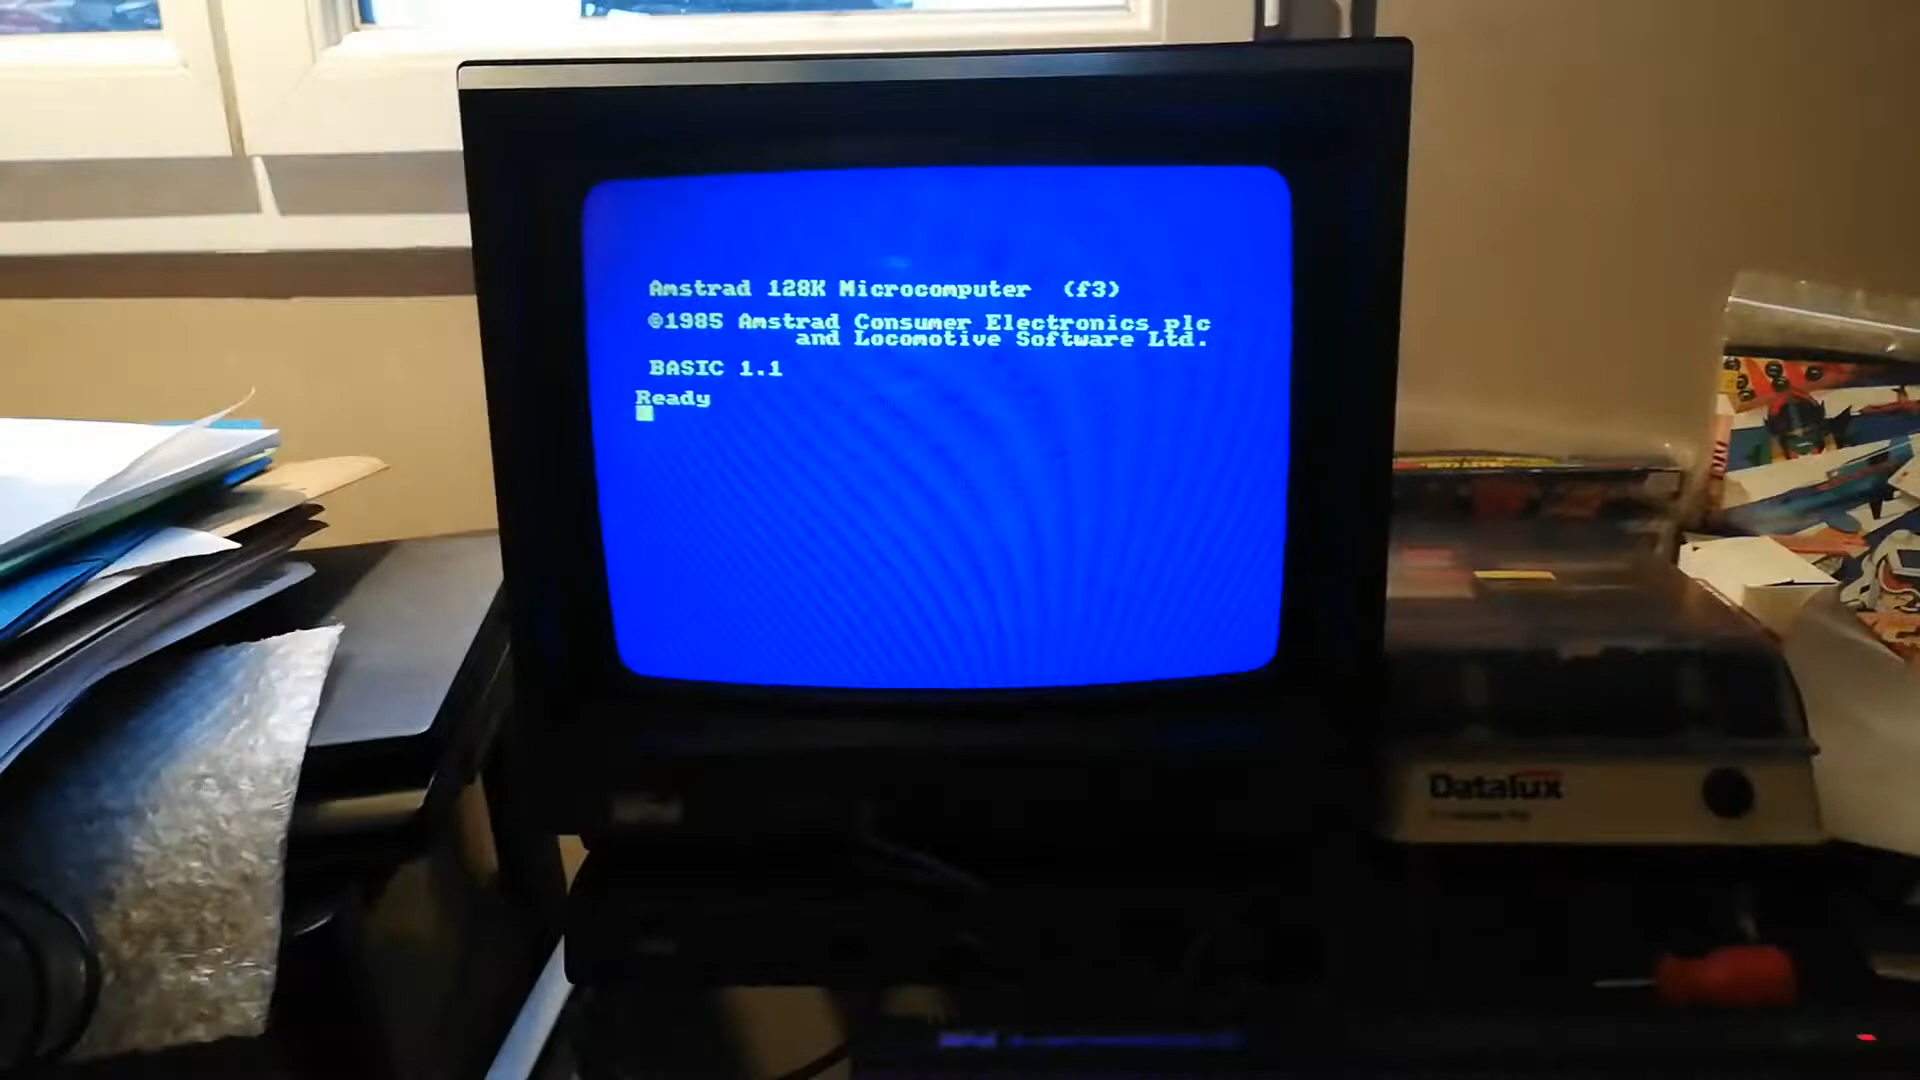 Amstrad 128K Microcomputer (f3)
©1985 Amstrad Consumer Electronics plc
and Locomotive Software Ltd.
BASIC 1.1
Ready
Datalux